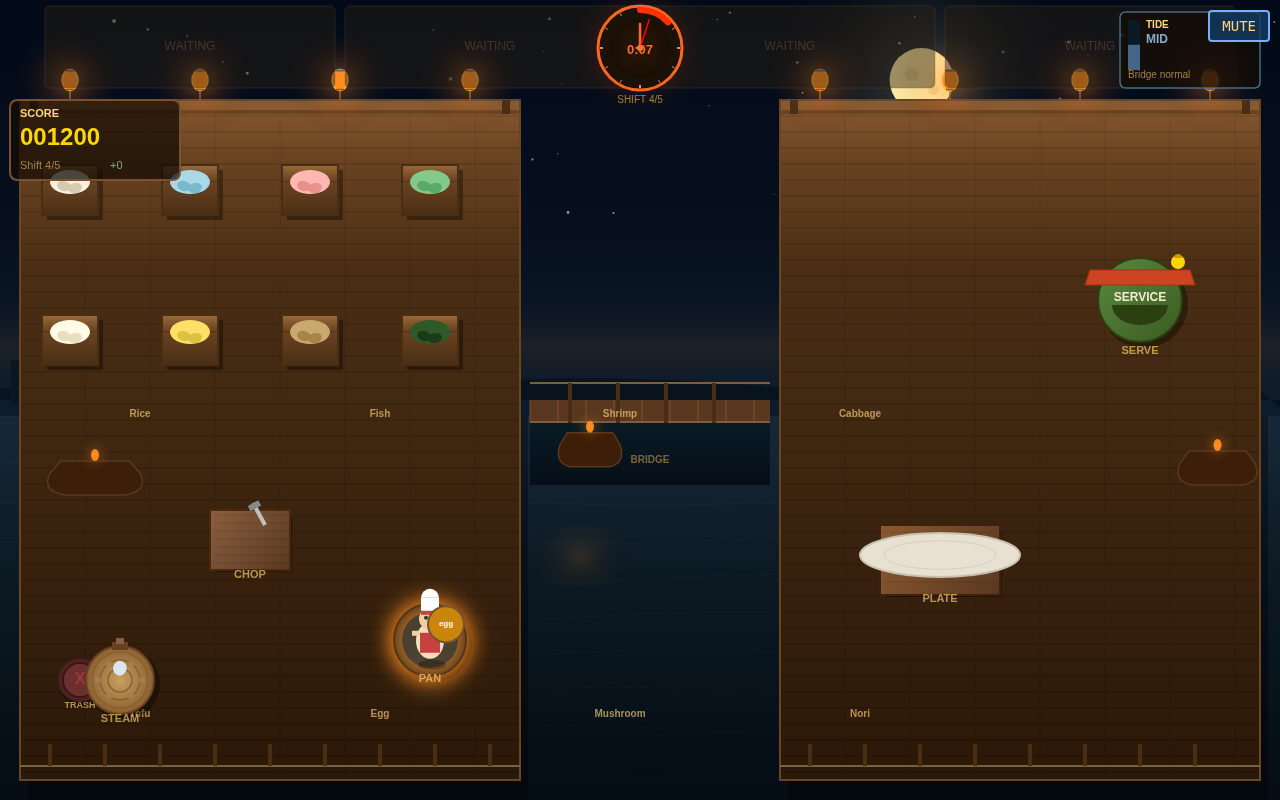 WAITING
WAITING
WAITING
WAITING
0:07
SHIFT 4/5
TIDE
MID
Bridge normal
MUTE
SCORE
001200
Shift 4/5 +0
SERVICE
SERVE
Rice
Fish
Shrimp
Cabbage
BRIDGE
CHOP
PLATE
egg
PAN
X
TRASH
STEAM
Egg
Mushroom
Nori